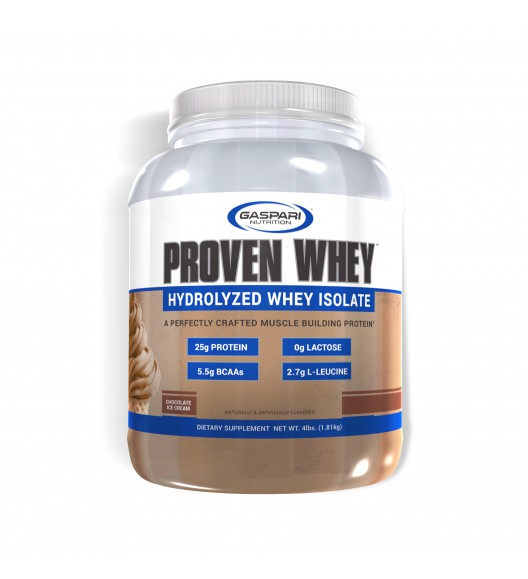 GASPARI
NUTRITION
PROVEN WHEY™
HYDROLYZED WHEY ISOLATE
A PERFECTLY CRAFTED MUSCLE BUILDING PROTEIN†
25g PROTEIN
0g LACTOSE
5.5g BCAAs
2.7g L-LEUCINE
CHOCOLATE
ICE CREAM
NATURALLY & ARTIFICIALLY FLAVORED
DIETARY SUPPLEMENT NET WT. 4lbs. (1.81kg)